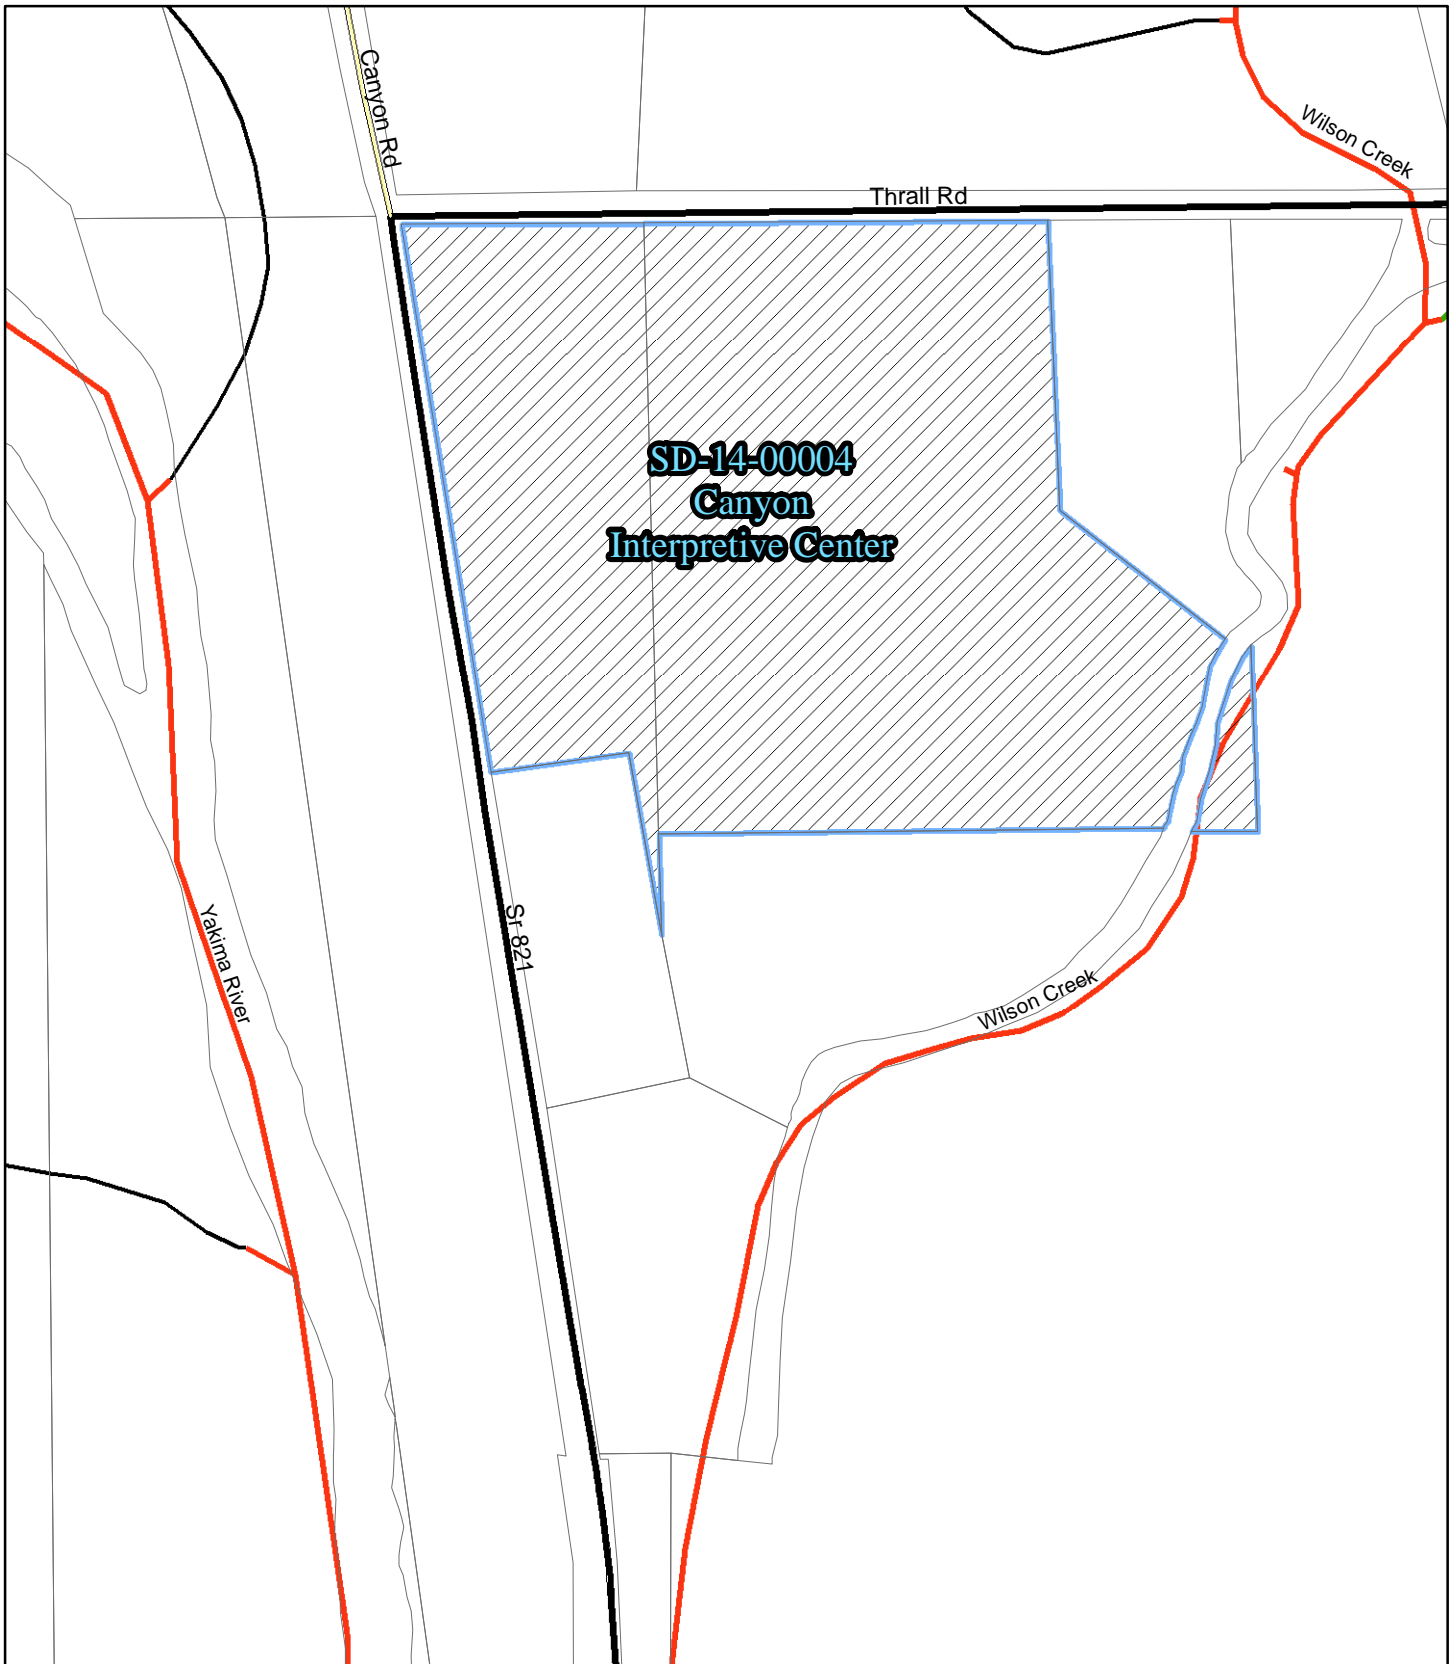 Canyon Rd
Wilson Creek
Thrall Rd
SD-14-00004
Canyon
Interpretive Center
Yakima River
Sr 821
Wilson Creek